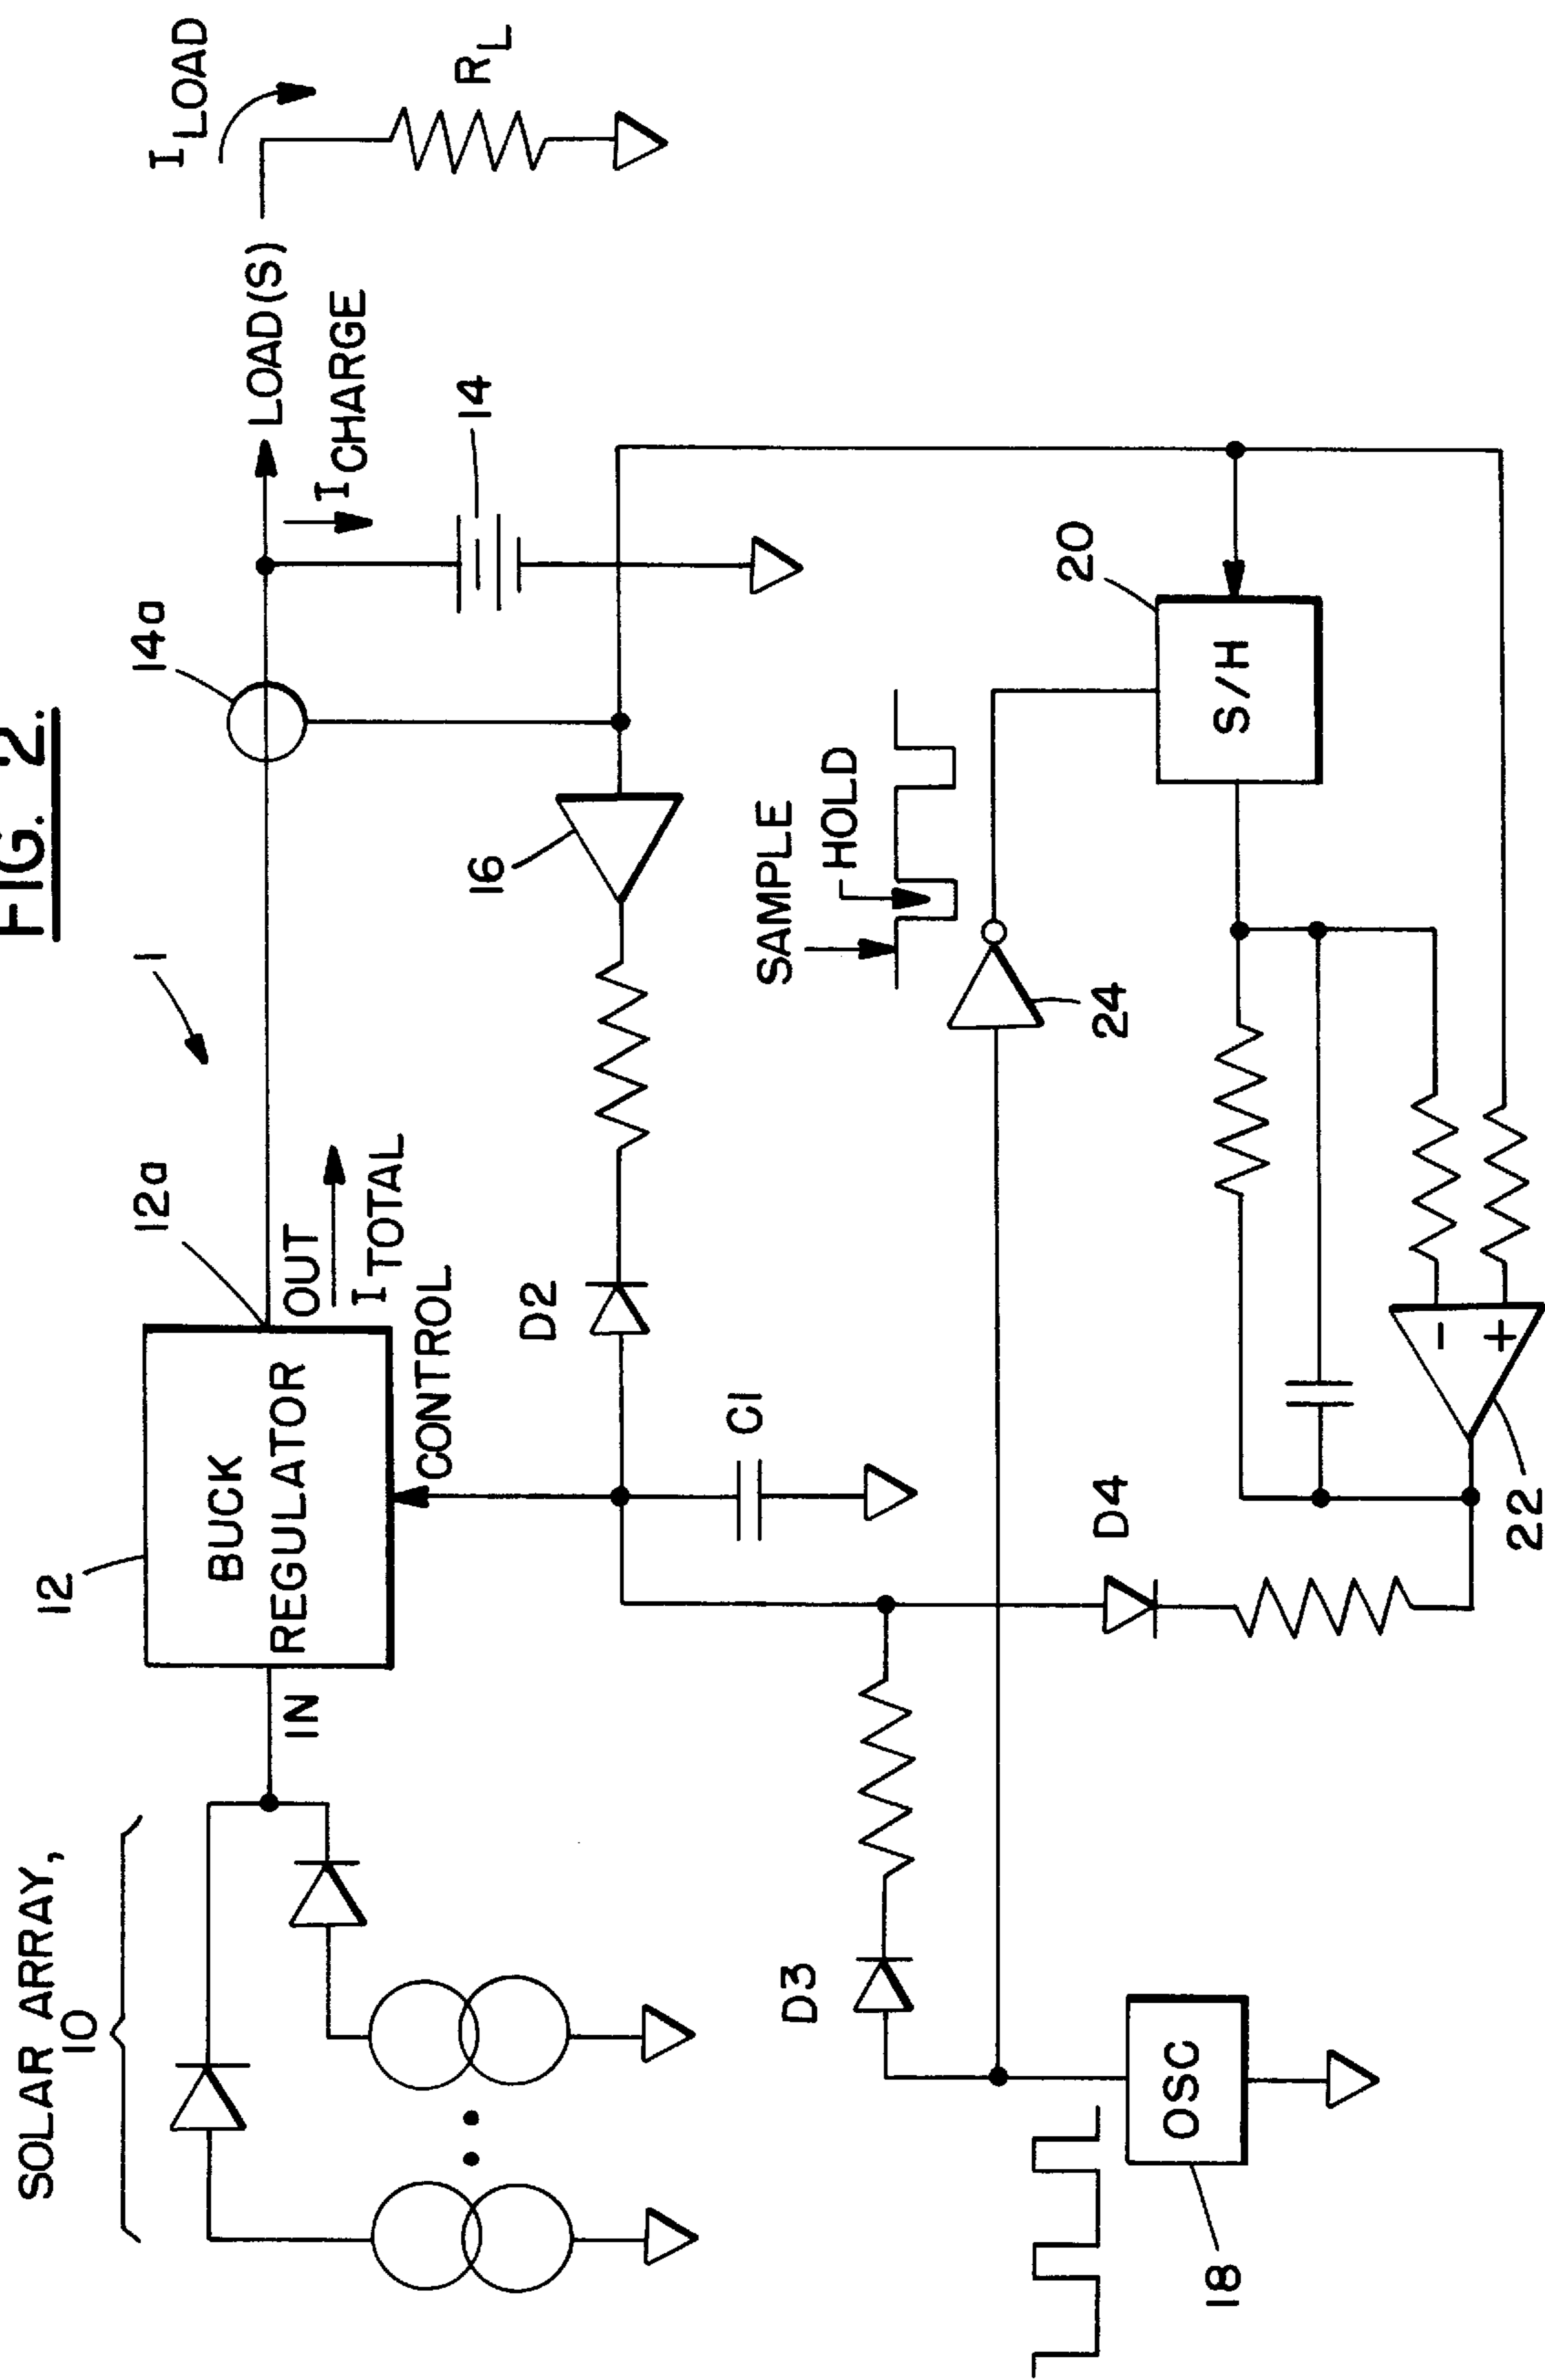 FIG. 2.
SOLAR ARRAY,
10
12
BUCK
REGULATOR
IN
OUT
12a
I TOTAL
CONTROL
1
14a
LOAD(S)
I CHARGE
I LOAD
R L
14
16
D2
C1
D3
D4
SAMPLE
HOLD
24
20
S/H
OSC
18
-
+
22